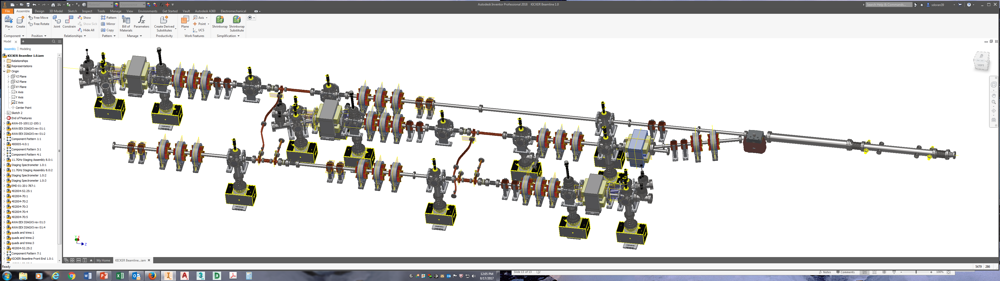 Material
Appearance
Autodesk Inventor Professional 2018 KICKER Beamline 1.0
Search Help & Commands...
sdoran39
File Assemble Design 3D Model Sketch Inspect Tools Manage View Environments Get Started Vault Autodesk A360 Electromechanical
Place
Create
Free Move
Free Rotate
Joint
Constrain
Show
Show Sick
Hide All
Pattern
Mirror
Copy
Bill of
Materials
Parameters
Create Derived
Substitutes
Plane
Axis
Point
UCS
Shrinkwrap
Shrinkwrap
Substitute
Component Position Relationships Pattern Manage Productivity Work Features Simplification
Model
Assembly Modeling
KICKER Beamline 1.0.iam
Relationships
Representations
Origin
YZ Plane
XZ Plane
XY Plane
X Axis
Y Axis
Z Axis
Center Point
Sketch 2
End of Features
AWA-05-100112-100:1
AWA EEX DIAGX5 rev 01:1
AWA EEX DIAGX5 rev 01:2
Component Pattern 1:1
400005-4.0:1
Component Pattern 3:1
Component Pattern 4:1
11.7GHz Staging Assembly 8.0:1
Staging Spectrometer 1.0:1
11.7GHz Staging Assembly 8.0:2
Staging Spectrometer 1.0:2
Staging Spectrometer 1.0:3
EMD-01-201-787:1
402004-52.25:1
402004-70:1
402004-70:2
402004-70:3
402004-70:4
402004-70:5
AWA EEX DIAGX5 rev 01:3
AWA EEX DIAGX5 rev 01:4
quads and trims:1
quads and trims:2
quads and trims:3
402004-52.25:2
Component Pattern 7:1
KICKER Beamline Front End 1.0:1
LEFT
Y X
Z
My Home KICKER Beamline...iam
Ready
5479 286
Slide 13 of 13
Notes Comments
100%
12:05 PM
8/17/2017